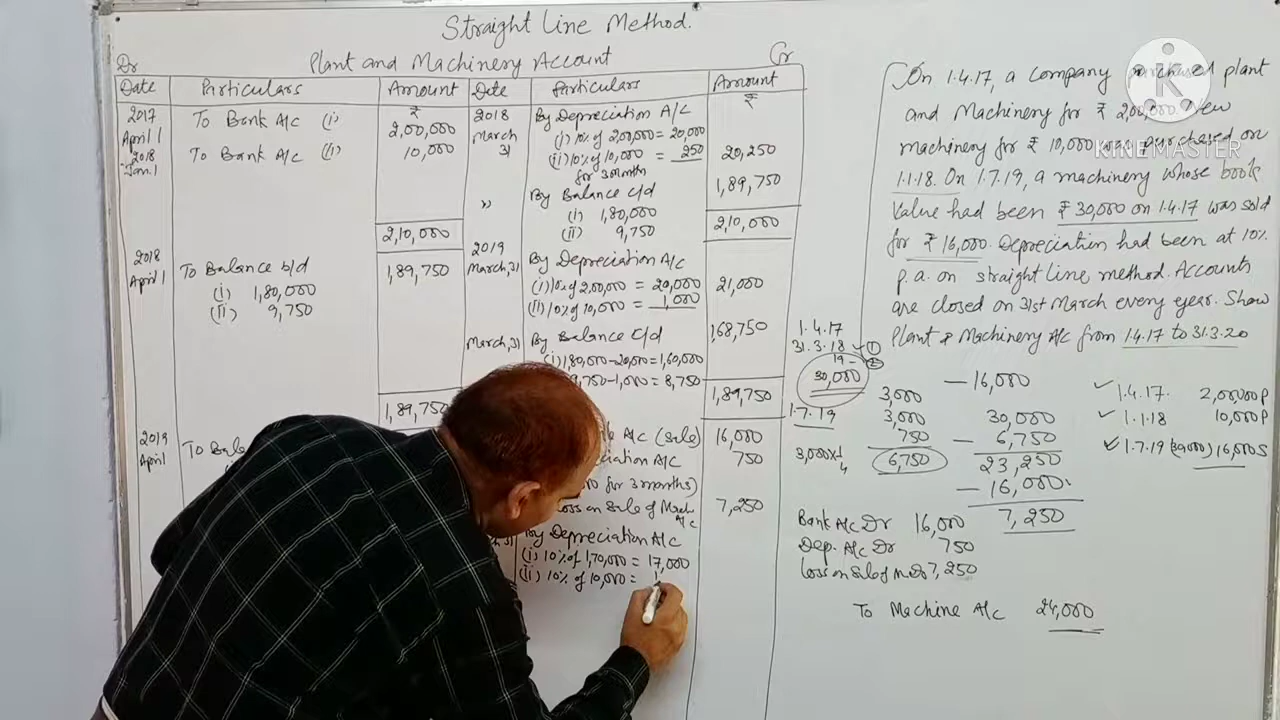 Straight Line Method.
Dr Plant and Machinery Account Cr
Date Particulars Amount Date Particulars Amount
2017 ₹ 2018 By Depreciation A/c ₹
April 1 To Bank A/c (i) 2,00,000 March (i) 10% of 2,00,000 = 20,000
2018 To Bank A/c (ii) 10,000 31 (ii) 10% of 10,000 = 250 20,250
Jan. 1 for 3 months
" By Balance c/d 1,89,750
(i) 1,80,000
2,10,000 (ii) 9,750 2,10,000
2018 2019 By Depreciation A/c
April 1 To Balance b/d 1,89,750 March, 31 (i) 10% of 2,00,000 = 20,000 21,000
(i) 1,80,000 (ii) 10% of 10,000 = 1,000
(ii) 9,750
March, 31 By Balance c/d 1,68,750
(i) 1,80,000-20,000 = 1,60,000
9,750-1,000 = 8,750
1,89,750 1,89,750
2019 A/c (Sale) 16,000
April To A/c 750
for 3 months)
Loss on Sale of Mach. A/c 7,250
By Depreciation A/c
(i) 10% of 1,70,000 = 17,000
(ii) 10% of 10,000 = 1
On 1.4.17, a company purchased plant
and Machinery for ₹ 2,00,000. New
machinery for ₹ 10,000 was purchased on
1.1.18. On 1.7.19, a machinery whose book
Value had been ₹ 30,000 on 1.4.17 was sold
for ₹ 16,000. Depreciation had been at 10%
p.a. on straight Line method. Accounts
are closed on 31st March every year. Show
Plant & Machinery A/c from 1.4.17 to 31.3.20
KINEMASTER
1.4.17
31.3.18 ✓ 1
19 - 2
30,000
1.7.19
3,000x1/4
3,000
3,000
750
6,750
— 16,000
30,000
— 6,750
23,250
— 16,000
7,250
✓ 1.4.17. 2,00,000 P
✓ 1.1.18 10,000 P
✓ 1.7.19 (30,000) 16,000 S
Bank A/c Dr 16,000
Dep. A/c Dr 750
Loss on Sale of 7,250
To Machine A/c 24,000